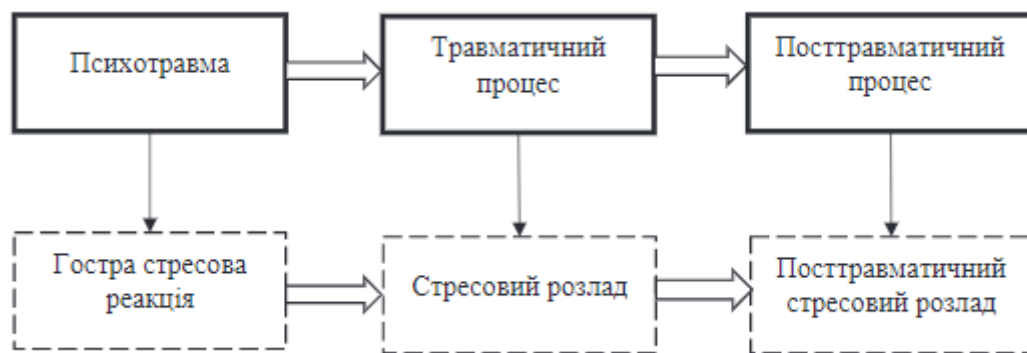 Психотравма
Травматичний
процес
Посттравматичний
процес
Гостра стресова
реакція
Стресовий розлад
Посттравматичний
стресовий розлад